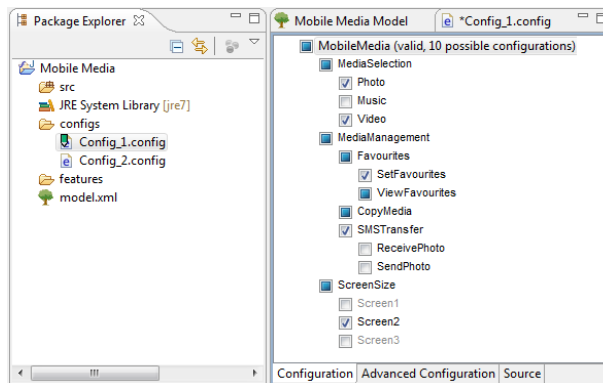 Package Explorer
Mobile Media
src
JRE System Library [jre7]
configs
Config_1.config
Config_2.config
features
model.xml
Mobile Media Model
*Config_1.config
MobileMedia (valid, 10 possible configurations)
MediaSelection
Photo
Music
Video
MediaManagement
Favourites
SetFavourites
ViewFavourites
CopyMedia
SMSTransfer
ReceivePhoto
SendPhoto
ScreenSize
Screen1
Screen2
Screen3
Configuration Advanced Configuration Source